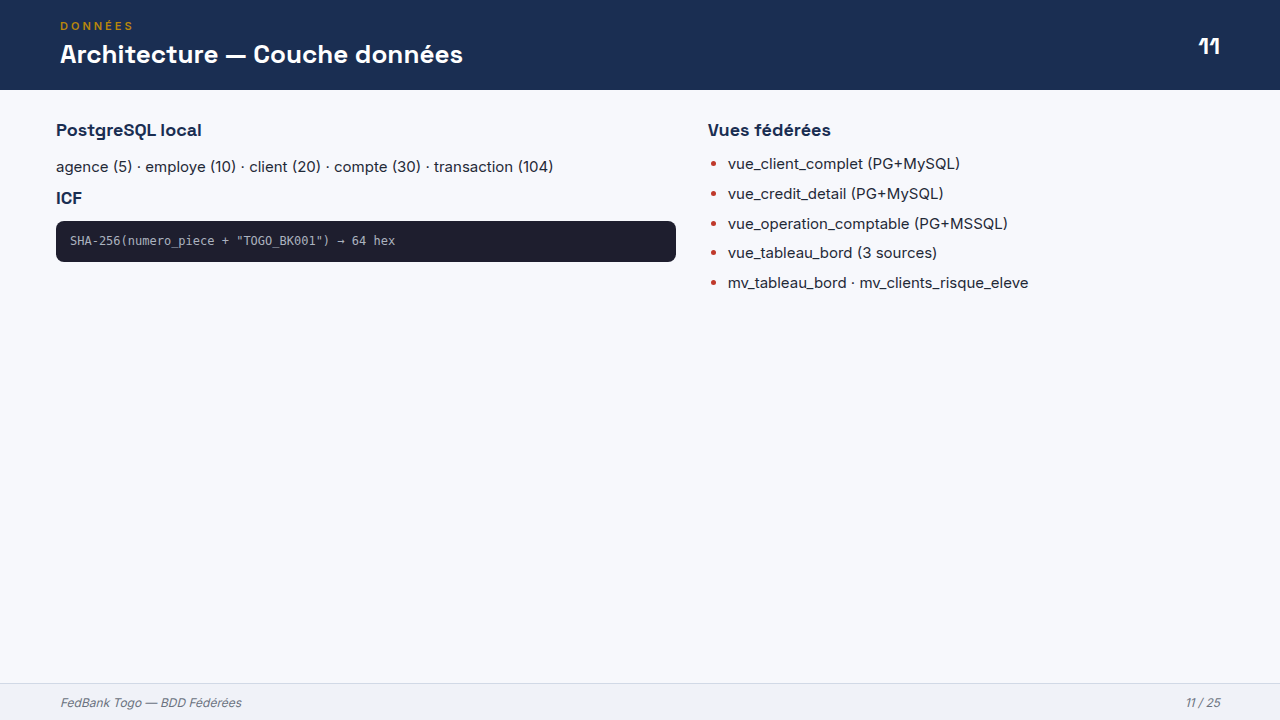 DONNÉES
Architecture — Couche données
11
PostgreSQL local
agence (5) · employe (10) · client (20) · compte (30) · transaction (104)
ICF
SHA-256(numero_piece + "TOGO_BK001") → 64 hex
Vues fédérées
• vue_client_complet (PG+MySQL)
• vue_credit_detail (PG+MySQL)
• vue_operation_comptable (PG+MSSQL)
• vue_tableau_bord (3 sources)
• mv_tableau_bord · mv_clients_risque_eleve
FedBank Togo — BDD Fédérées
11 / 25